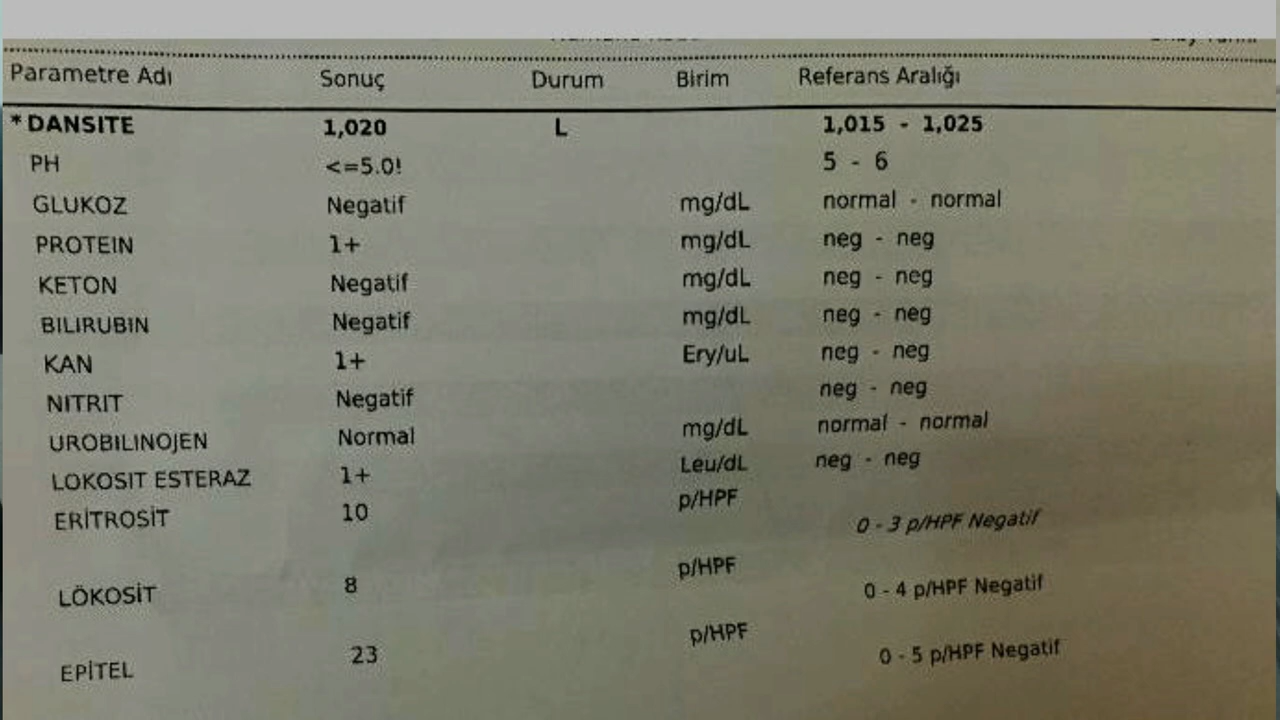 Parametre Adı Sonuç Durum Birim Referans Aralığı
*DANSITE 1,020 L 1,015 - 1,025
PH <=5.0! 5 - 6
GLUKOZ Negatif mg/dL normal - normal
PROTEIN 1+ mg/dL neg - neg
KETON Negatif mg/dL neg - neg
BILIRUBIN Negatif mg/dL neg - neg
KAN 1+ Ery/uL neg - neg
NITRIT Negatif neg - neg
UROBILINOJEN Normal mg/dL normal - normal
LOKOSIT ESTERAZ 1+ Leu/dL neg - neg
ERİTROSİT 10 p/HPF 0 - 3 p/HPF Negatif
LÖKOSİT 8 p/HPF 0 - 4 p/HPF Negatif
EPİTEL 23 p/HPF 0 - 5 p/HPF Negatif